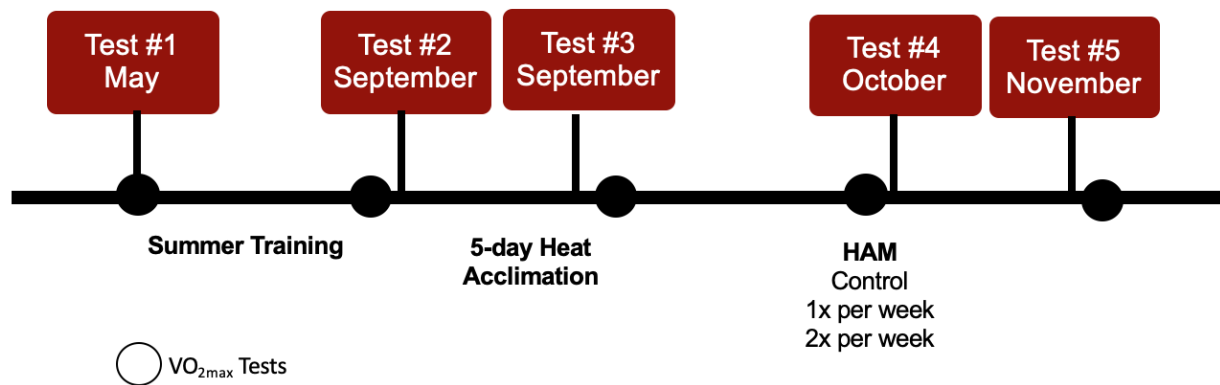 Test #1
May
Test #2
September
Test #3
September
Test #4
October
Test #5
November
Summer Training
5-day Heat
Acclimation
HAM
Control
1x per week
2x per week
VO₂max Tests